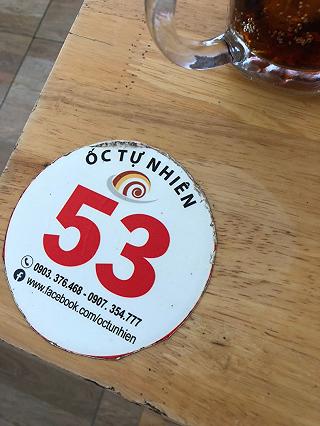 ỐC TỰ NHIÊN
53
0903. 376.468 - 0907. 354.777
www.facebook.com/octunhien